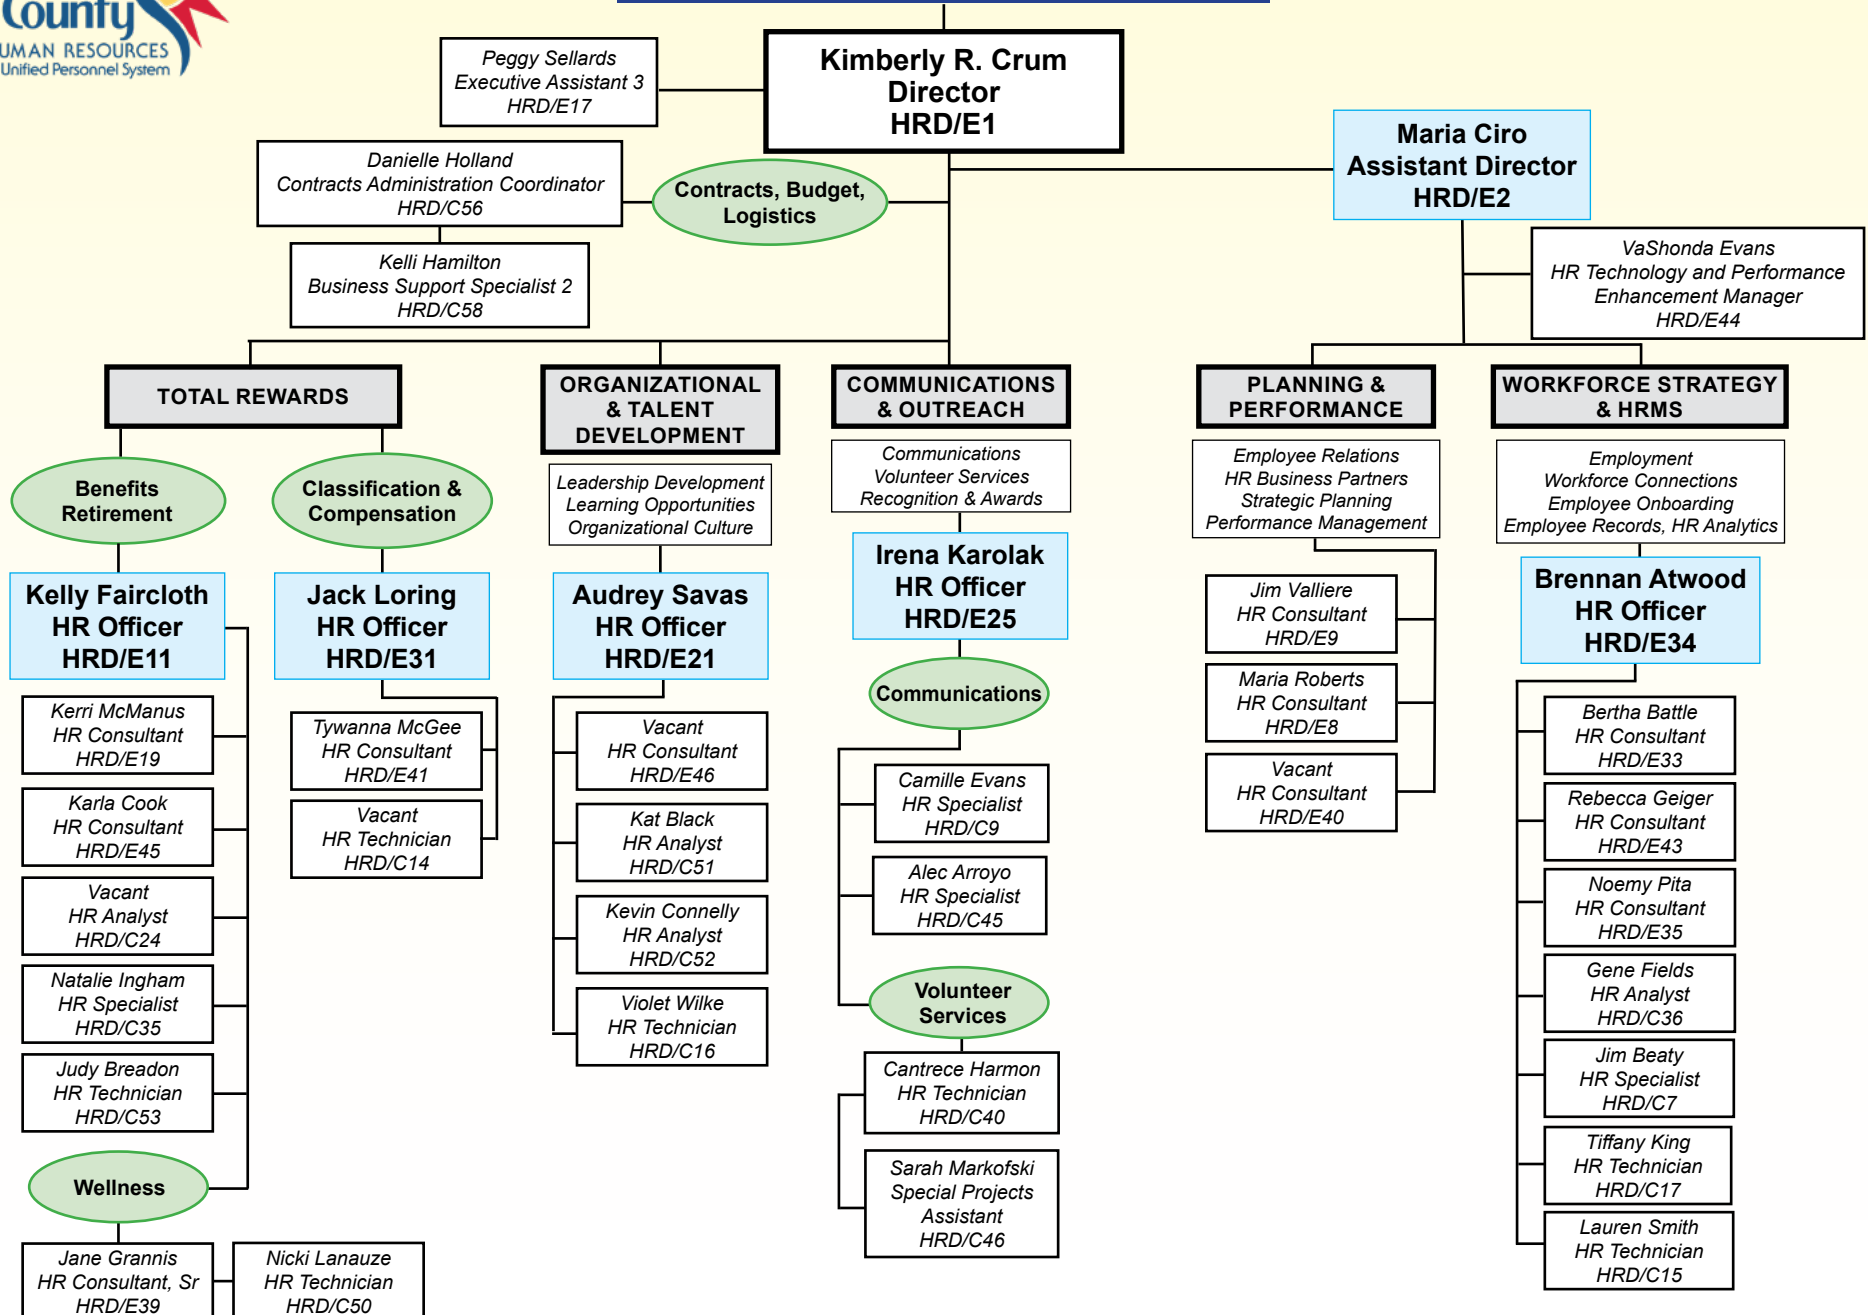 County
UMAN RESOURCES
Unified Personnel System
Peggy Sellards
Executive Assistant 3
HRD/E17
Kimberly R. Crum
Director
HRD/E1
Maria Ciro
Assistant Director
HRD/E2
Danielle Holland
Contracts Administration Coordinator
HRD/C56
Contracts, Budget,
Logistics
Kelli Hamilton
Business Support Specialist 2
HRD/C58
VaShonda Evans
HR Technology and Performance
Enhancement Manager
HRD/E44
TOTAL REWARDS
Benefits
Retirement
Kelly Faircloth
HR Officer
HRD/E11
Kerri McManus
HR Consultant
HRD/E19
Karla Cook
HR Consultant
HRD/E45
Vacant
HR Analyst
HRD/C24
Natalie Ingham
HR Specialist
HRD/C35
Judy Breadon
HR Technician
HRD/C53
Wellness
Jane Grannis
HR Consultant, Sr
HRD/E39
Nicki Lanauze
HR Technician
HRD/C50
Classification &
Compensation
Jack Loring
HR Officer
HRD/E31
Tywanna McGee
HR Consultant
HRD/E41
Vacant
HR Technician
HRD/C14
ORGANIZATIONAL
& TALENT
DEVELOPMENT
Leadership Development
Learning Opportunities
Organizational Culture
Audrey Savas
HR Officer
HRD/E21
Vacant
HR Consultant
HRD/E46
Kat Black
HR Analyst
HRD/C51
Kevin Connelly
HR Analyst
HRD/C52
Violet Wilke
HR Technician
HRD/C16
COMMUNICATIONS
& OUTREACH
Communications
Volunteer Services
Recognition & Awards
Irena Karolak
HR Officer
HRD/E25
Communications
Camille Evans
HR Specialist
HRD/C9
Alec Arroyo
HR Specialist
HRD/C45
Volunteer
Services
Cantrece Harmon
HR Technician
HRD/C40
Sarah Markofski
Special Projects
Assistant
HRD/C46
PLANNING &
PERFORMANCE
Employee Relations
HR Business Partners
Strategic Planning
Performance Management
Jim Valliere
HR Consultant
HRD/E9
Maria Roberts
HR Consultant
HRD/E8
Vacant
HR Consultant
HRD/E40
WORKFORCE STRATEGY
& HRMS
Employment
Workforce Connections
Employee Onboarding
Employee Records, HR Analytics
Brennan Atwood
HR Officer
HRD/E34
Bertha Battle
HR Consultant
HRD/E33
Rebecca Geiger
HR Consultant
HRD/E43
Noemy Pita
HR Consultant
HRD/E35
Gene Fields
HR Analyst
HRD/C36
Jim Beaty
HR Specialist
HRD/C7
Tiffany King
HR Technician
HRD/C17
Lauren Smith
HR Technician
HRD/C15